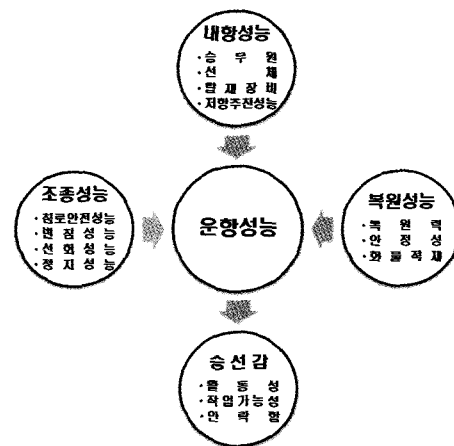 내항성능
· 승 무 원
· 선 체
· 탑 재 장 비
· 저항추진성능
조종성능
· 침로안전성능
· 변 침 성 능
· 선 회 성 능
· 정 지 성 능
운항성능
복원성능
· 복 원 력
· 안 정 성
· 화 물 적 재
승 선 감
· 활 동 성
· 작업가능성
· 안 락 함